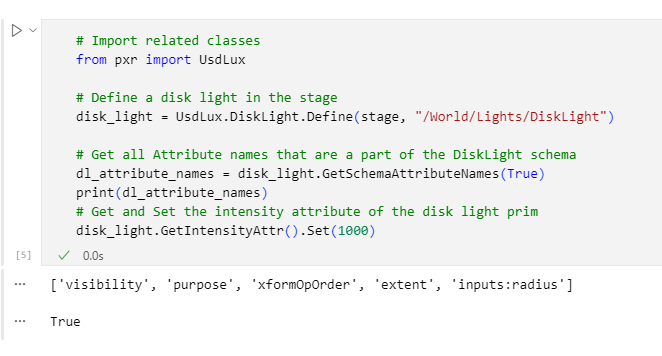 # Import related classes
from pxr import UsdLux
# Define a disk light in the stage
disk_light = UsdLux.DiskLight.Define(stage, "/World/Lights/DiskLight")
# Get all Attribute names that are a part of the DiskLight schema
dl_attribute_names = disk_light.GetSchemaAttributeNames(True)
print(dl_attribute_names)
# Get and Set the intensity attribute of the disk light prim
disk_light.GetIntensityAttr().Set(1000)
[5]
0.0s
['visibility', 'purpose', 'xformOpOrder', 'extent', 'inputs:radius']
True